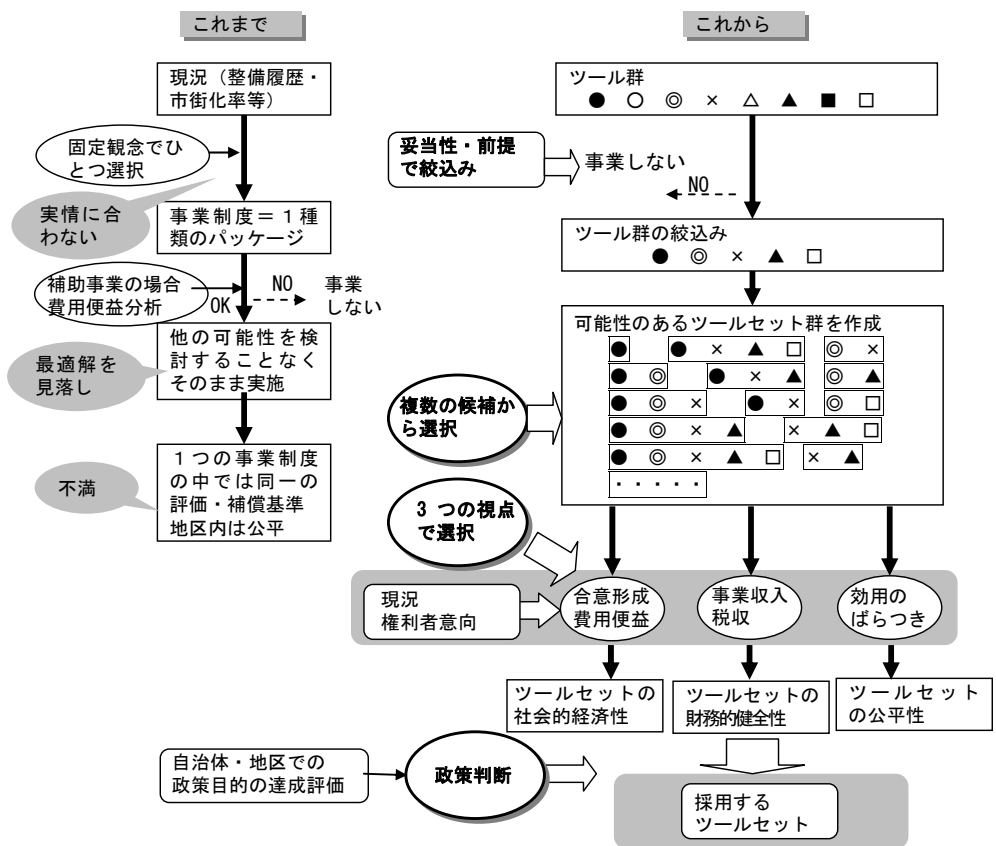 これまで
現況（整備履歴・
市街化率等）
固定観念でひ
とつ選択
実情に合
わない
事業制度＝１種
類のパッケージ
補助事業の場合
費用便益分析
OK
NO
事業
しない
他の可能性を検
討することなく
そのまま実施
最適解を
見落し
１つの事業制度
の中では同一の
評価・補償基準
地区内は公平
不満
これから
ツール群
● ○ ◎ × △ ▲ ■ □
妥当性・前提
で絞込み
事業しない
NO
ツール群の絞込み
● ◎ × ▲ □
可能性のあるツールセット群を作成
● ● × ▲ □ ◎ ×
● ◎ ● × ▲ ◎ ▲
● ◎ × ● × ◎ □
● ◎ × ▲ × ▲ □
● ◎ × ▲ □ × ▲
・・・・・
複数の候補か
ら選択
3 つの視点
で選択
現況
権利者意向
合意形成
費用便益
事業収入
税収
効用の
ばらつき
ツールセットの
社会的経済性
ツールセットの
財務的健全性
ツールセット
の公平性
自治体・地区での
政策目的の達成評価
政策判断
採用する
ツールセット